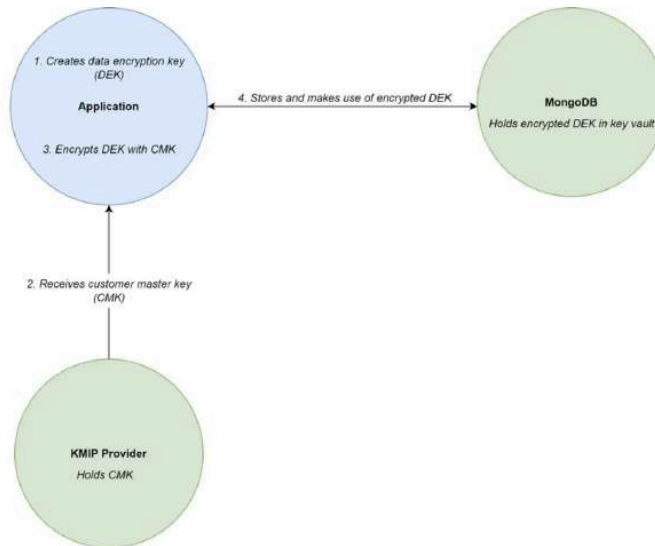 1. Creates data encryption key
(DEK)
Application
3. Encrypts DEK with CMK
4. Stores and makes use of encrypted DEK
MongoDB
Holds encrypted DEK in key vault
2. Receives customer master key
(CMK)
KMIP Provider
Holds CMK